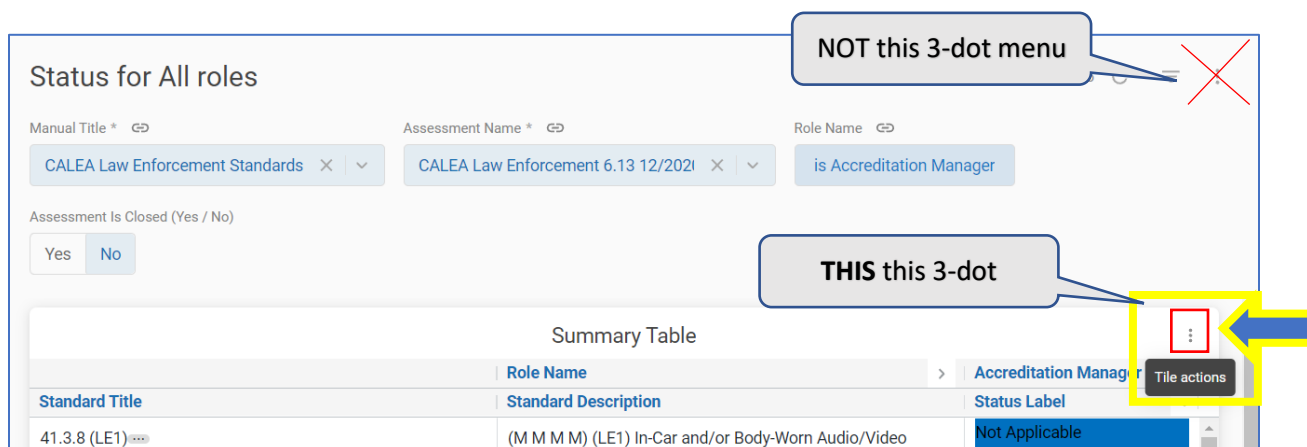 NOT this 3-dot menu
Status for All roles
Manual Title *
Assessment Name *
Role Name
CALEA Law Enforcement Standards
CALEA Law Enforcement 6.13 12/202
is Accreditation Manager
Assessment Is Closed (Yes / No)
Yes
No
THIS this 3-dot
Summary Table
Role Name
Accreditation Manager
Tile actions
Standard Title
Standard Description
Status Label
41.3.8 (LE1)
(M M M M) (LE1) In-Car and/or Body-Worn Audio/Video
Not Applicable